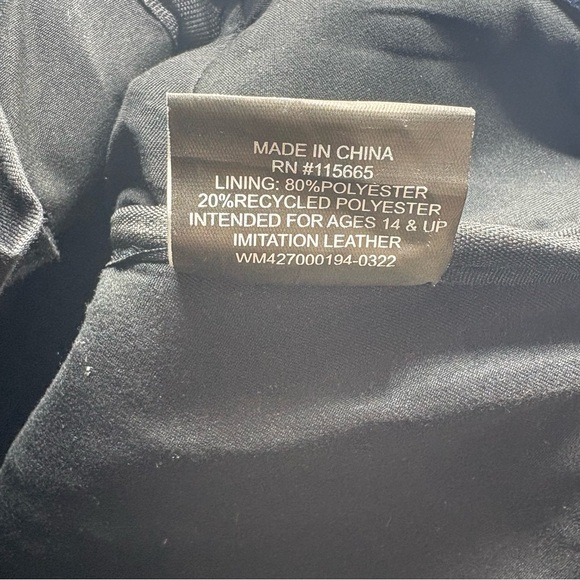 MADE IN CHINA
RN #115665
LINING: 80%POLYESTER
20%RECYCLED POLYESTER
INTENDED FOR AGES 14 & UP
IMITATION LEATHER
WM427000194-0322